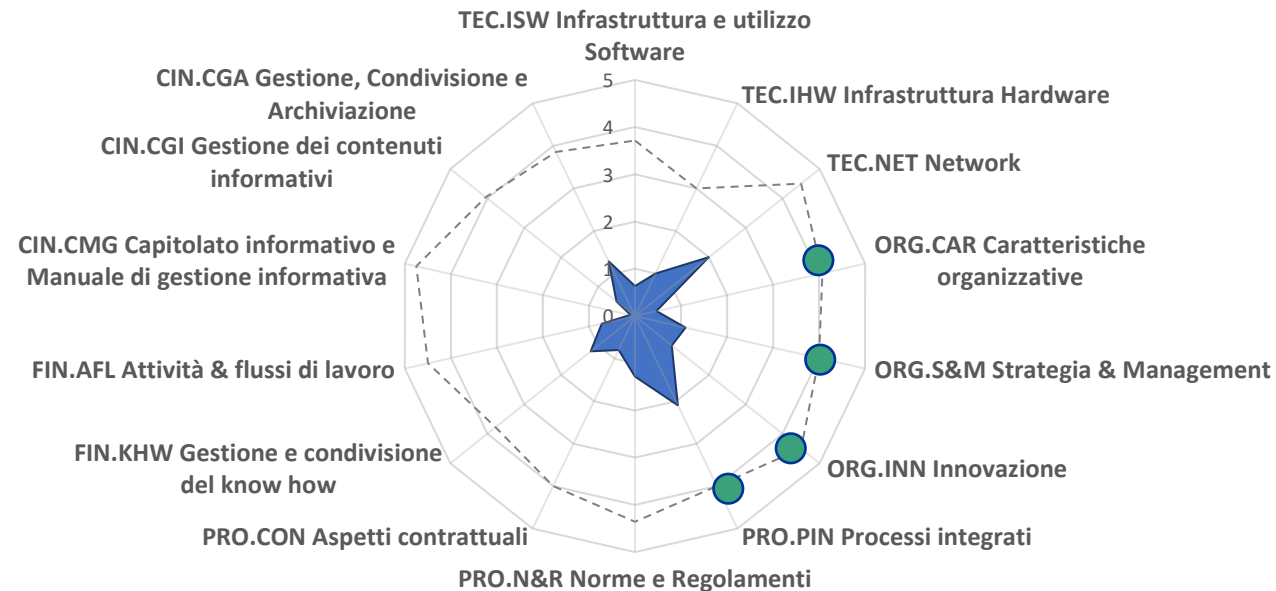 TEC.ISW Infrastruttura e utilizzo
Software
CIN.CGA Gestione, Condivisione e
Archiviazione
TEC.IHW Infrastruttura Hardware
CIN.CGI Gestione dei contenuti
informativi
TEC.NET Network
CIN.CMG Capitolato informativo e
Manuale di gestione informativa
ORG.CAR Caratteristiche
organizzative
FIN.AFL Attività & flussi di lavoro
ORG.S&M Strategia & Management
FIN.KHW Gestione e condivisione
del know how
ORG.INN Innovazione
PRO.CON Aspetti contrattuali
PRO.PIN Processi integrati
PRO.N&R Norme e Regolamenti
5
4
3
2
1
0